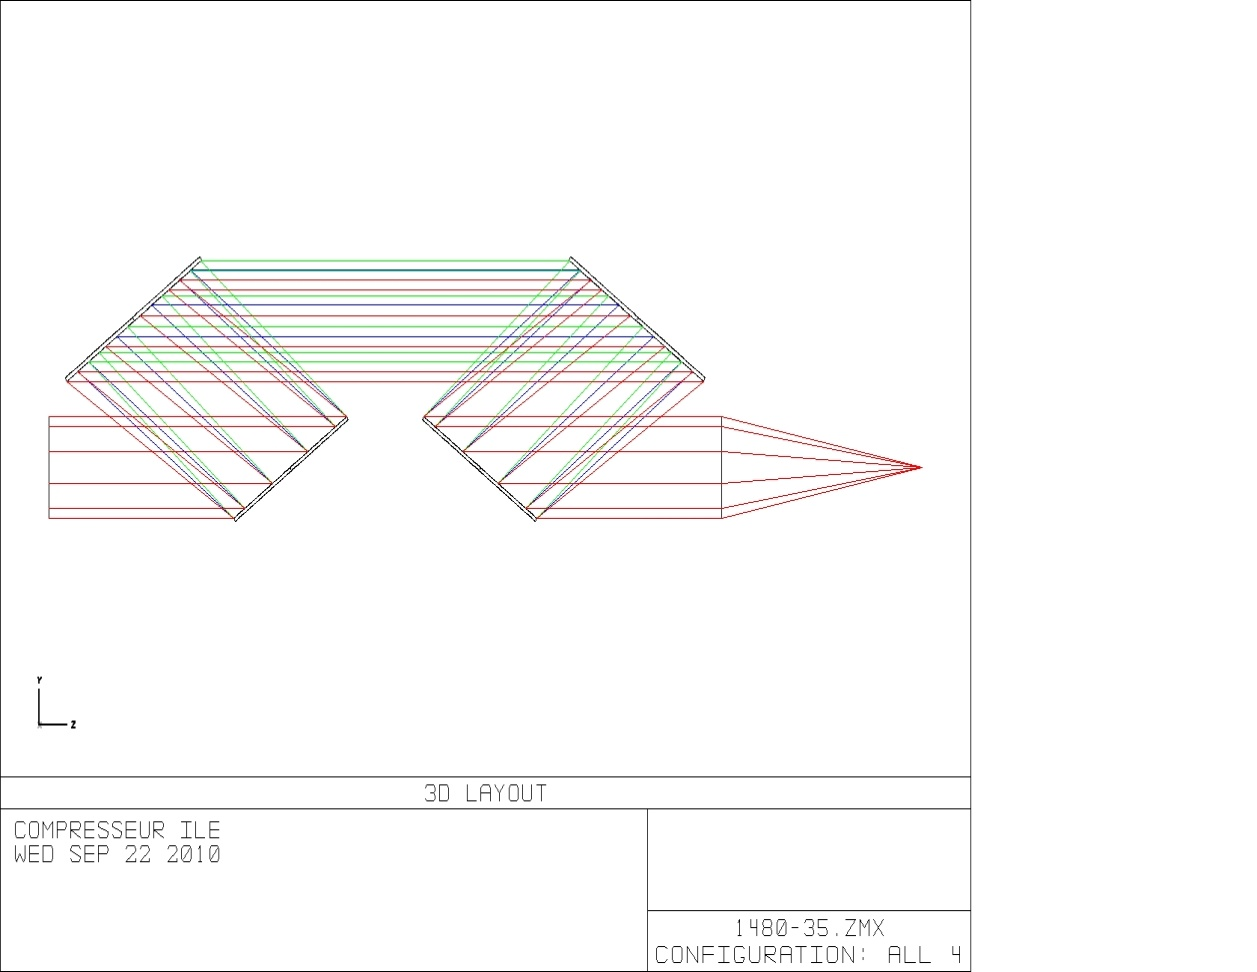 Y
Z
3D LAYOUT
COMPRESSEUR ILE
WED SEP 22 2010
1480-35.ZMX
CONFIGURATION: ALL 4